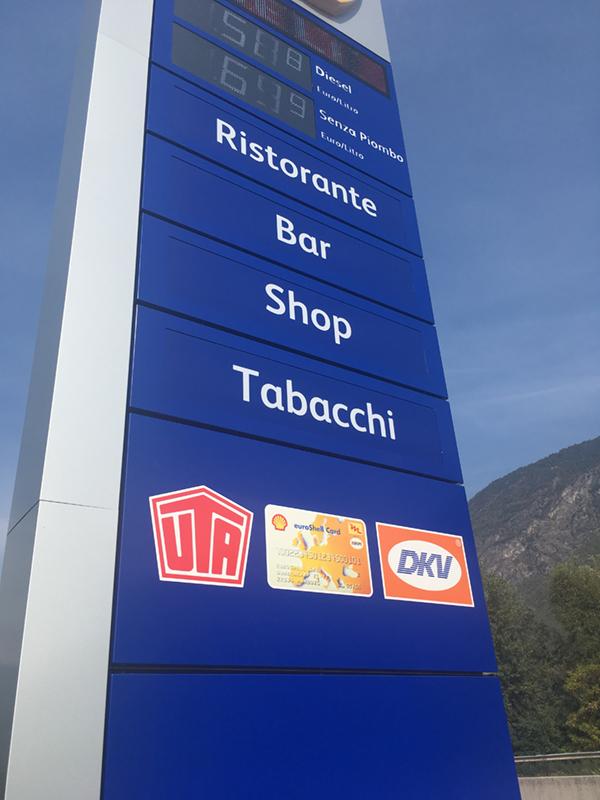 Diesel
Euro/Litro
Senza Piombo
Euro/Litro
Ristorante
Bar
Shop
Tabacchi
UTA
euroShell Card
DKV